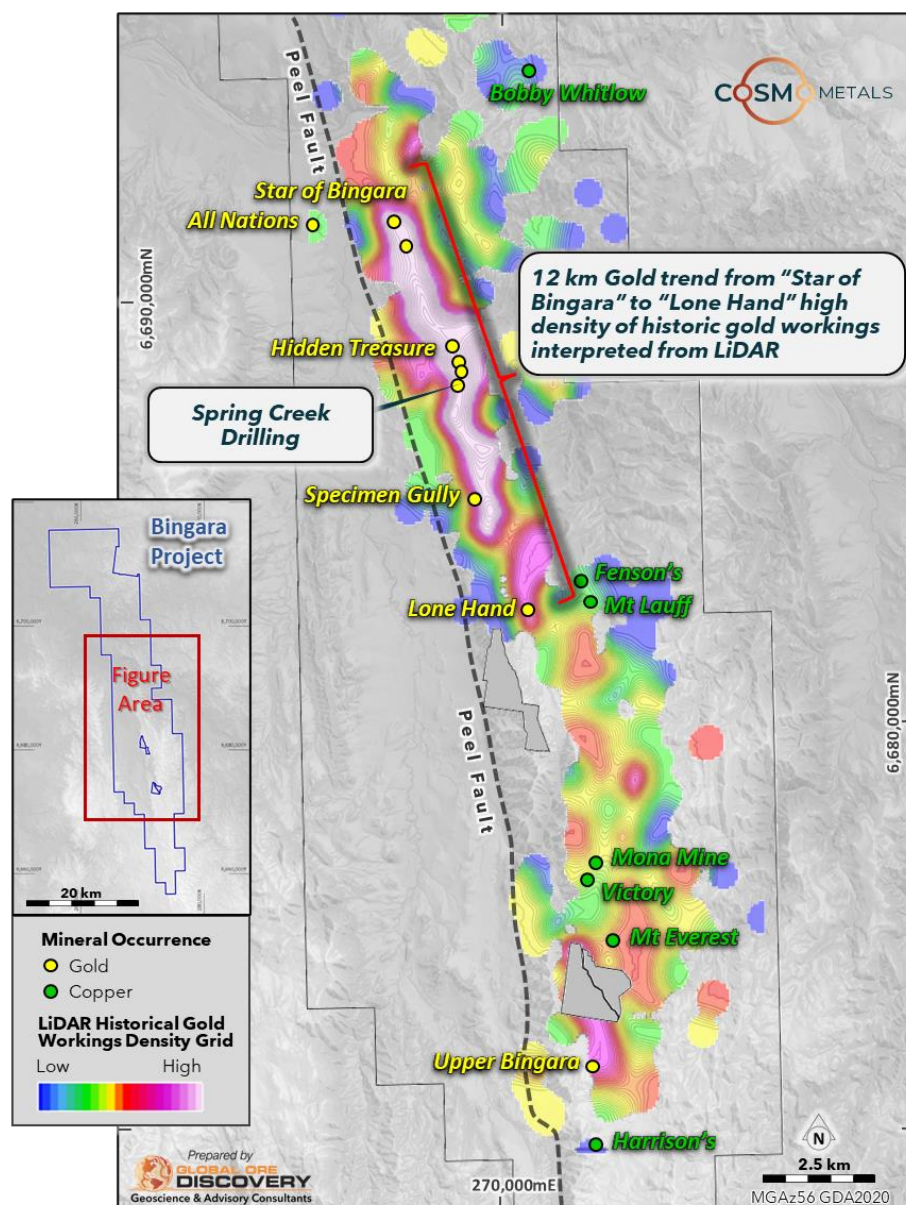 COSMO METALS
Bobby Whitlow
Peel Fault
Star of Bingara
All Nations
6,690,000mN
12 km Gold trend from "Star of
Bingara" to "Lone Hand" high
density of historic gold workings
interpreted from LiDAR
Hidden Treasure
Spring Creek
Drilling
Specimen Gully
Fenson's
Mt Lauff
Lone Hand
Bingara
Project
Figure
Area
20 km
Peel Fault
6,680,000mN
Mona Mine
Victory
Mt Everest
Upper Bingara
Harrison's
Mineral Occurrence
Gold
Copper
LiDAR Historical Gold
Workings Density Grid
Low High
Prepared by
GLOBAL ORE
DISCOVERY
Geoscience & Advisory Consultants
270,000mE
N
2.5 km
MGAz56 GDA2020